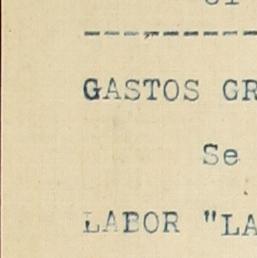 --------
GASTOS GR
Se
LABOR "LA